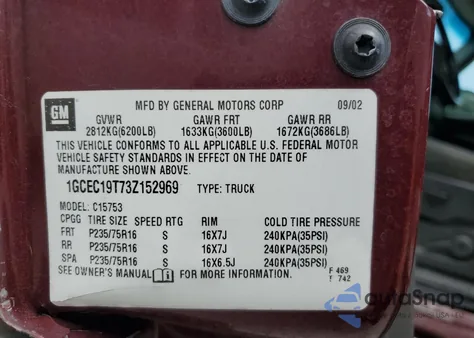 GM
MFD BY GENERAL MOTORS CORP 09/02
GVWR GAWR FRT GAWR RR
2812KG(6200LB) 1633KG(3600LB) 1672KG(3686LB)
THIS VEHICLE CONFORMS TO ALL APPLICABLE U.S. FEDERAL MOTOR
VEHICLE SAFETY STANDARDS IN EFFECT ON THE DATE OF
MANUFACTURE SHOWN ABOVE.
1GCEC19T73Z152969 TYPE: TRUCK
MODEL: C15753
CPGG TIRE SIZE SPEED RTG RIM COLD TIRE PRESSURE
FRT P235/75R16 S 16X7J 240KPA(35PSI)
RR P235/75R16 S 16X7J 240KPA(35PSI)
SPA P235/75R16 S 16X6.5J 240KPA(35PSI)
SEE OWNER'S MANUAL FOR MORE INFORMATION
F 469
T 742
autoSnap